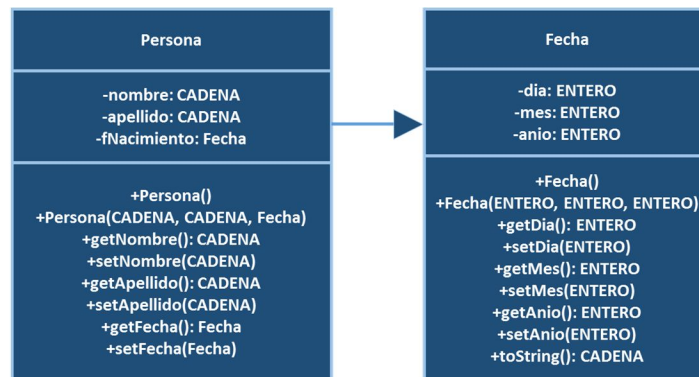 Persona
-nombre: CADENA
-apellido: CADENA
-fNacimiento: Fecha
+Persona()
+Persona(CADENA, CADENA, Fecha)
+getNombre(): CADENA
+setNombre(CADENA)
+getApellido(): CADENA
+setApellido(CADENA)
+getFecha(): Fecha
+setFecha(Fecha)
Fecha
-dia: ENTERO
-mes: ENTERO
-anio: ENTERO
+Fecha()
+Fecha(ENTERO, ENTERO, ENTERO)
+getDia(): ENTERO
+setDia(ENTERO)
+getMes(): ENTERO
+setMes(ENTERO)
+getAnio(): ENTERO
+setAnio(ENTERO)
+toString(): CADENA